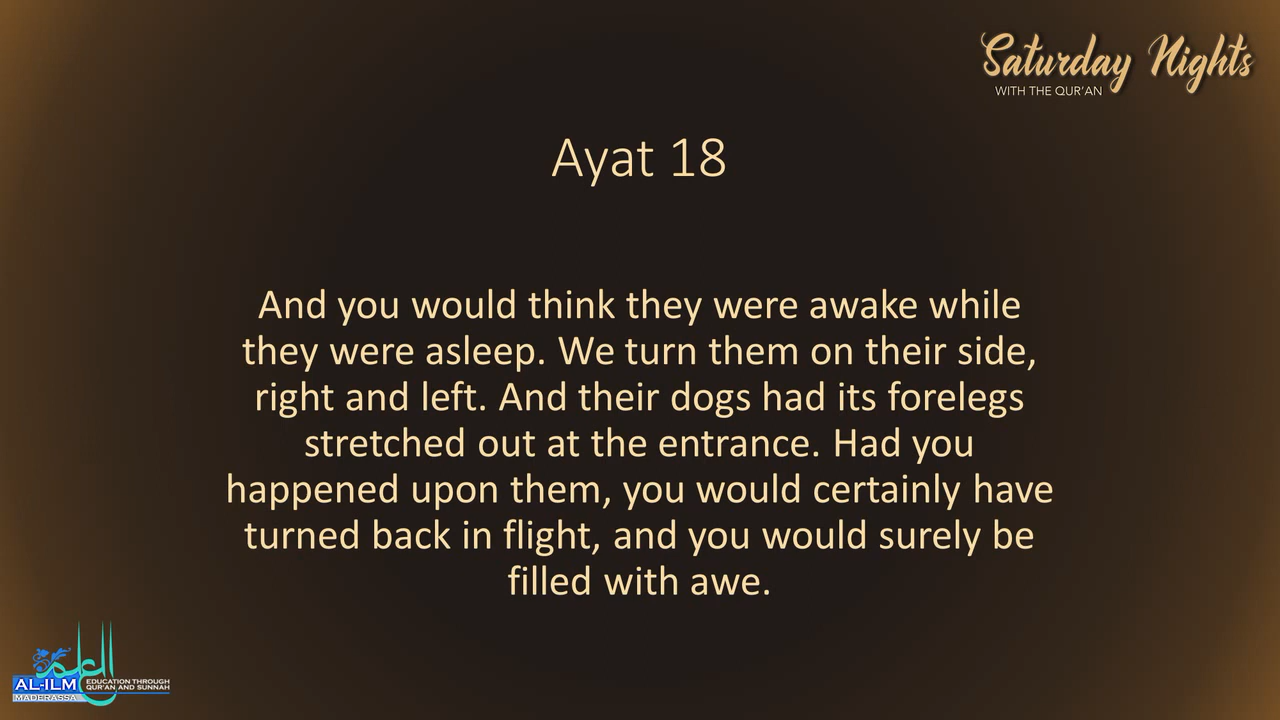 Saturday Nights
WITH THE QUR'AN
Ayat 18
And you would think they were awake while
they were asleep. We turn them on their side,
right and left. And their dogs had its forelegs
stretched out at the entrance. Had you
happened upon them, you would certainly have
turned back in flight, and you would surely be
filled with awe.
العلم
AL-ILM
MADERASSA
EDUCATION THROUGH
QUR'AN AND SUNNAH